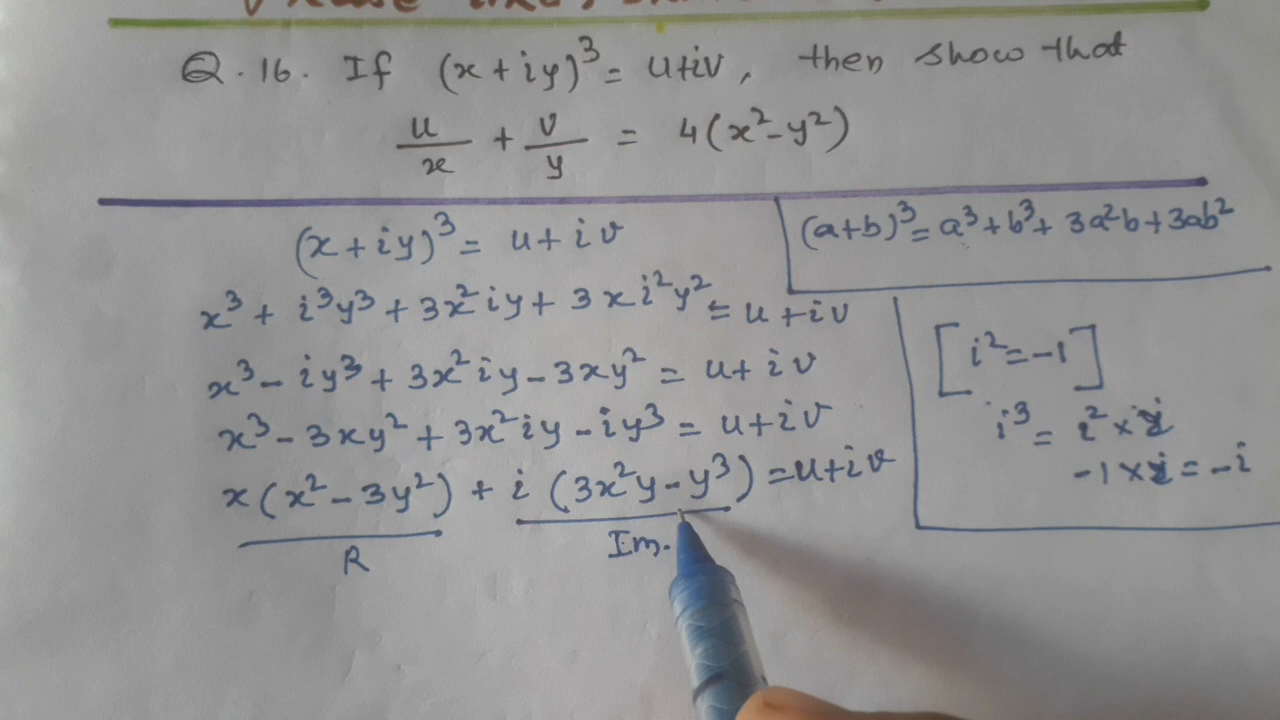 Q.16. If (x+iy)³ = u+iv, then show that
u/x + v/y = 4(x²-y²)
(x+iy)³ = u+iv
(a+b)³ = a³+b³+3a²b+3ab²
x³ + i³y³ + 3x²iy + 3xi²y² = u+iv
x³ - iy³ + 3x²iy - 3xy² = u+iv
x³ - 3xy² + 3x²iy - iy³ = u+iv
x(x² - 3y²) + i(3x²y - y³) = u+iv
R
Im.
[i² = -1]
i³ = i² × i
-1 × i = -i